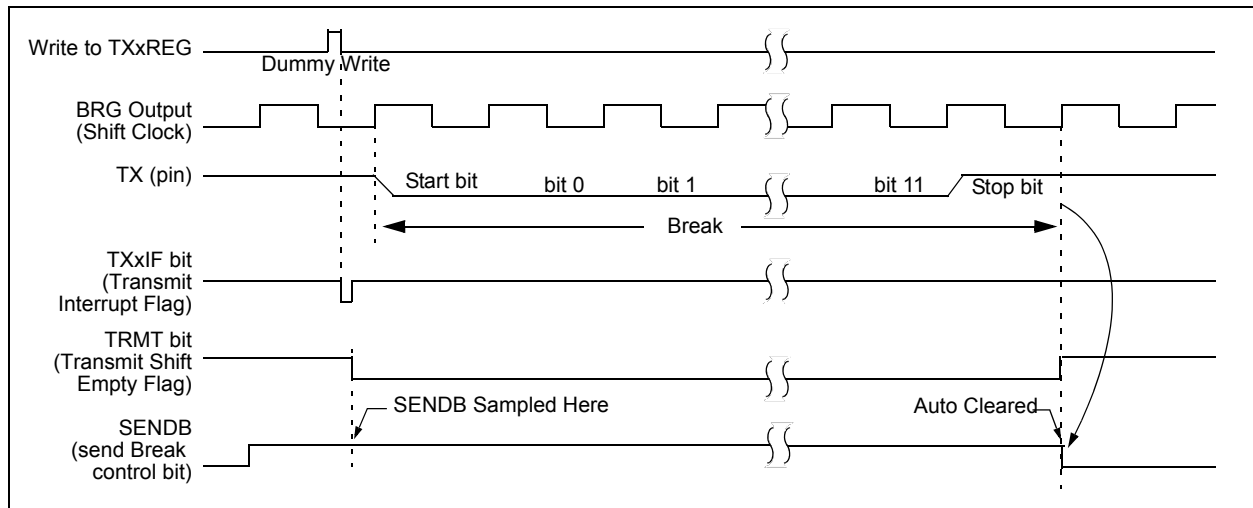 Write to TXxREG
Dummy Write
BRG Output
(Shift Clock)
TX (pin)
Start bit
bit 0
bit 1
bit 11
Stop bit
Break
TXxIF bit
(Transmit
Interrupt Flag)
TRMT bit
(Transmit Shift
Empty Flag)
SENDB Sampled Here
Auto Cleared
SENDB
(send Break
control bit)